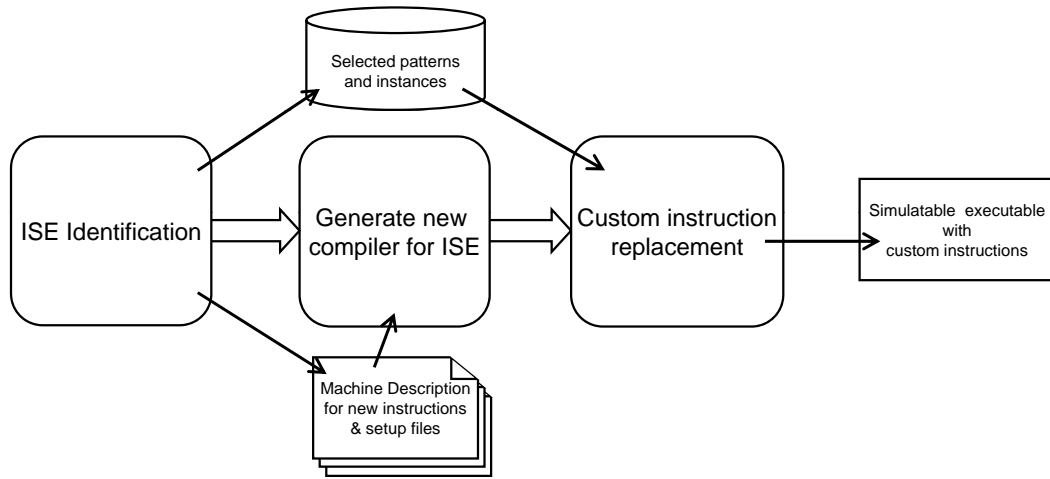 Selected patterns
and instances
ISE Identification
Generate new
compiler for ISE
Custom instruction
replacement
Simulatable executable
with
custom instructions
Machine Description
for new instructions
& setup files